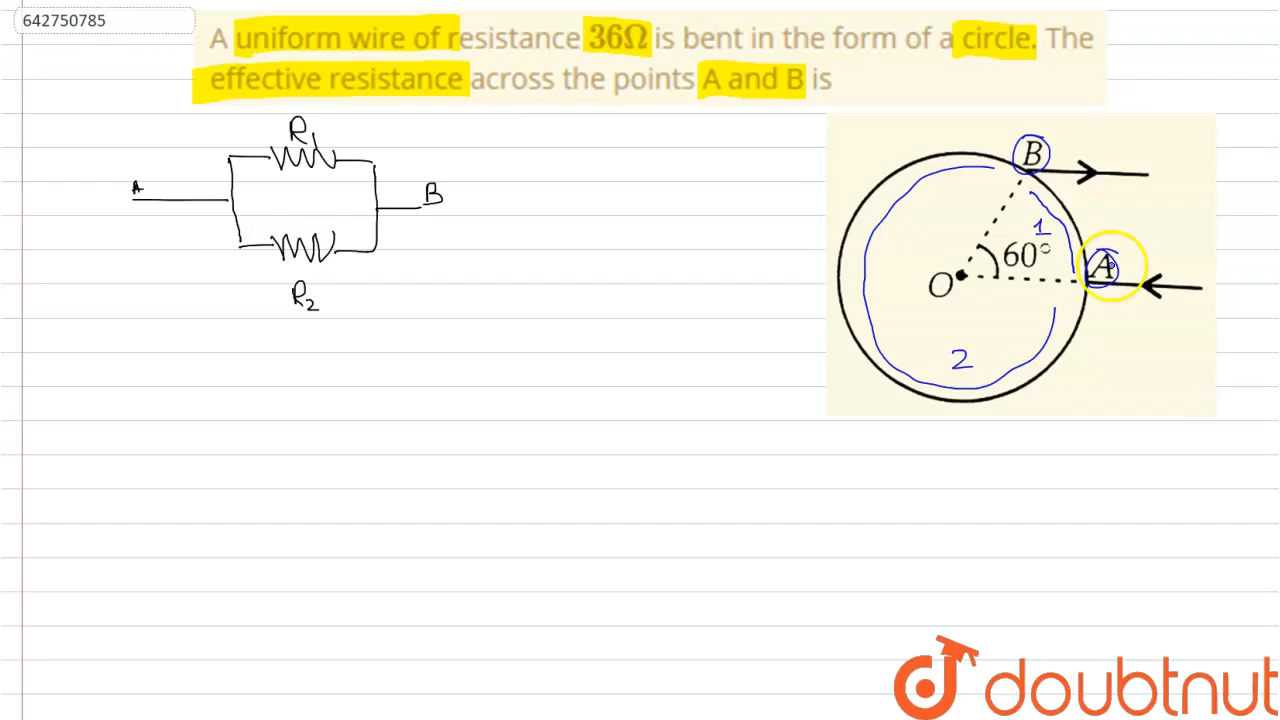 642750785
A uniform wire of resistance 36Ω is bent in the form of a circle. The
effective resistance across the points A and B is
R1
A
B
R2
B
1
60°
A
O
2
doubtnut